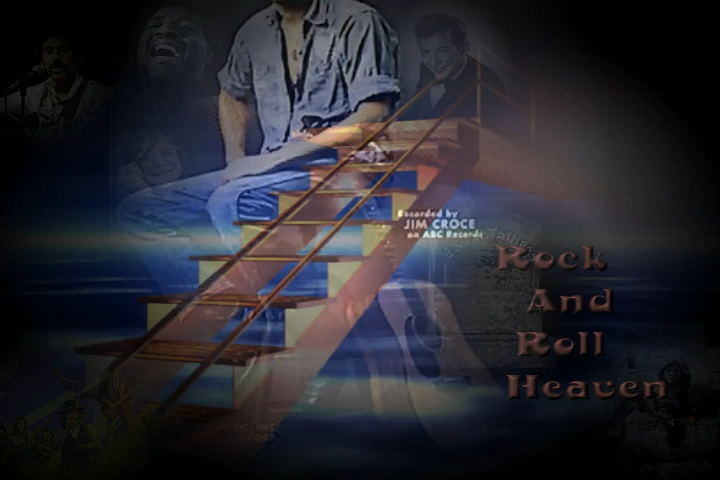 Recorded by
JIM CROCE
on ABC Records
Rock
And
Roll
Heaven